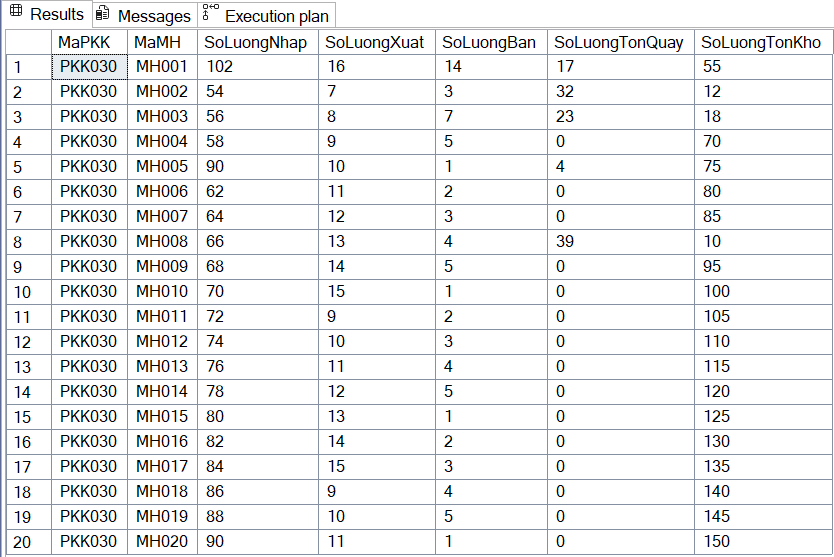 Results Messages Execution plan
MaPKK MaMH SoLuongNhap SoLuongXuat SoLuongBan SoLuongTonQuay SoLuongTonKho
1 PKK030 MH001 102 16 14 17 55
2 PKK030 MH002 54 7 3 32 12
3 PKK030 MH003 56 8 7 23 18
4 PKK030 MH004 58 9 5 0 70
5 PKK030 MH005 90 10 1 4 75
6 PKK030 MH006 62 11 2 0 80
7 PKK030 MH007 64 12 3 0 85
8 PKK030 MH008 66 13 4 39 10
9 PKK030 MH009 68 14 5 0 95
10 PKK030 MH010 70 15 1 0 100
11 PKK030 MH011 72 9 2 0 105
12 PKK030 MH012 74 10 3 0 110
13 PKK030 MH013 76 11 4 0 115
14 PKK030 MH014 78 12 5 0 120
15 PKK030 MH015 80 13 1 0 125
16 PKK030 MH016 82 14 2 0 130
17 PKK030 MH017 84 15 3 0 135
18 PKK030 MH018 86 9 4 0 140
19 PKK030 MH019 88 10 5 0 145
20 PKK030 MH020 90 11 1 0 150